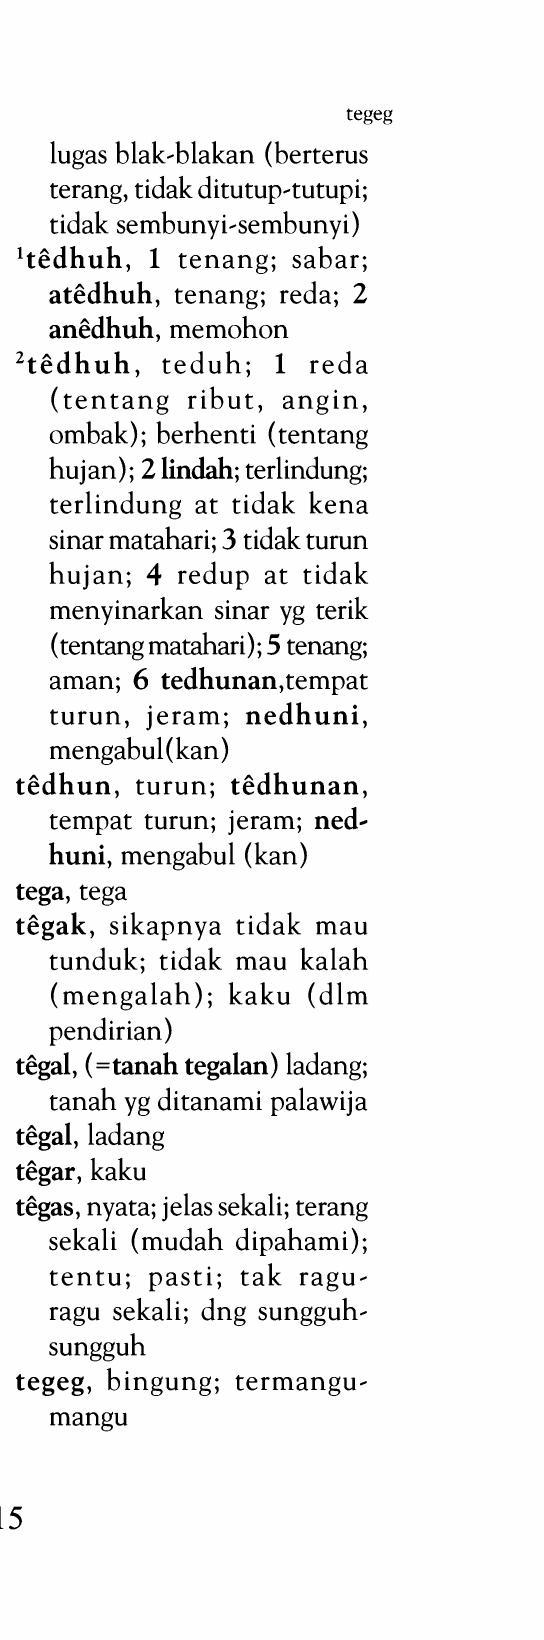 tegeg
lugas blak-blakan (berterus
terang, tidak ditutup-tutupi;
tidak sembunyi-sembunyi)
¹têdhuh, 1 tenang; sabar;
atêdhuh, tenang; reda; 2
anêdhuh, memohon
²têdhuh, teduh; 1 reda
(tentang ribut, angin,
ombak); berhenti (tentang
hujan); 2 lindah; terlindung;
terlindung at tidak kena
sinar matahari; 3 tidak turun
hujan; 4 redup at tidak
menyinarkan sinar yg terik
(tentang matahari); 5 tenang;
aman; 6 tedhunan,tempat
turun, jeram; nedhuni,
mengabul(kan)
têdhun, turun; têdhunan,
tempat turun; jeram; ned-
huni, mengabul (kan)
tega, tega
têgak, sikapnya tidak mau
tunduk; tidak mau kalah
(mengalah); kaku (dlm
pendirian)
têgal, (=tanah tegalan) ladang;
tanah yg ditanami palawija
têgal, ladang
têgar, kaku
têgas, nyata; jelas sekali; terang
sekali (mudah dipahami);
tentu; pasti; tak ragu-
ragu sekali; dng sungguh-
sungguh
tegeg, bingung; termangu-
mangu
15